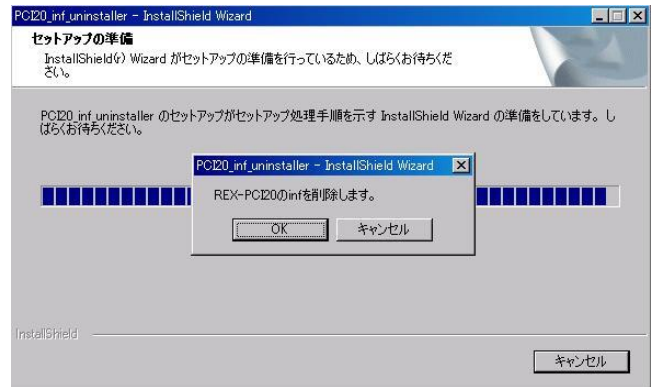 PCI20_inf_uninstaller - InstallShield Wizard
セットアップの準備
InstallShield(r) Wizard がセットアップの準備を行っているため、しばらくお待ちくだ
さい。
PCI20_inf_uninstaller のセットアップがセットアップ処理手順を示す InstallShield Wizard の準備をしています。し
ばらくお待ちください。
PCI20_inf_uninstaller - InstallShield Wizard
REX-PCI20のinfを削除します。
OK
キャンセル
InstallShield
キャンセル